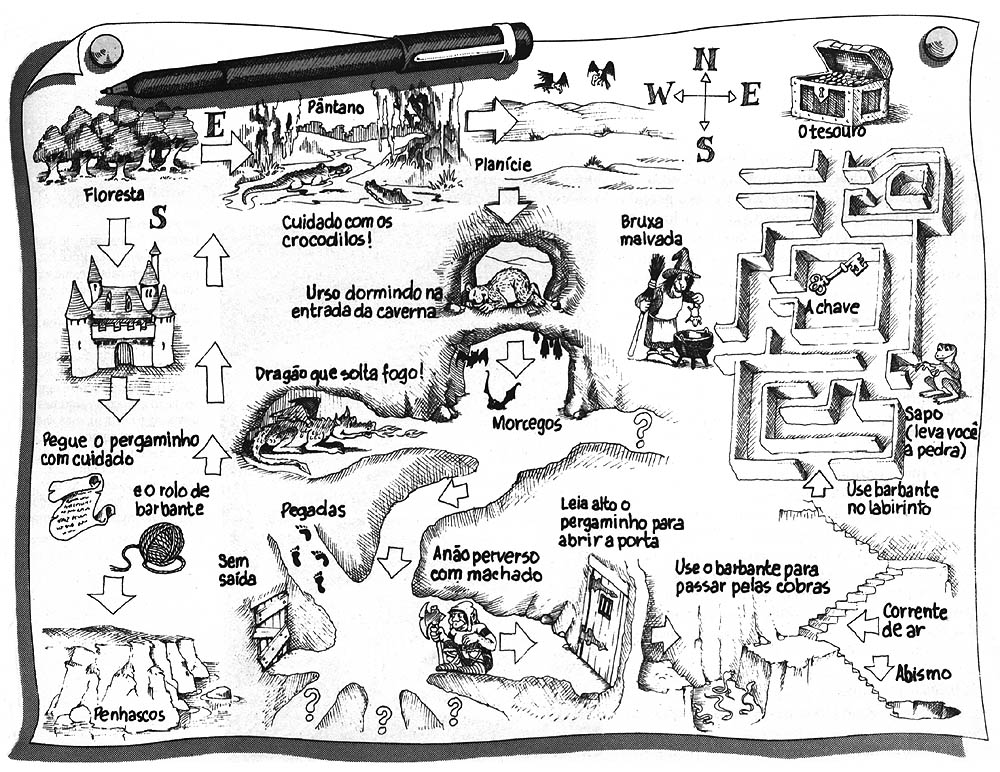 N
W E
S
O tesouro
Pântano
E
Planície
Floresta
S
Cuidado com os
crocodilos!
Bruxa
malvada
Urso dormindo na
entrada da caverna
A chave
Dragão que solta fogo!
Morcegos
?
Sapo
(leva você
à pedra)
Pegue o pergaminho
com cuidado
e o rolo de
barbante
Pegadas
Leia alto o
pergaminho para
abrir a porta
Use barbante
no labirinto
Sem
saída
Anão perverso
com machado
Use o barbante para
passar pelas cobras
Corrente
de ar
Abismo
Penhascos
?
?
?